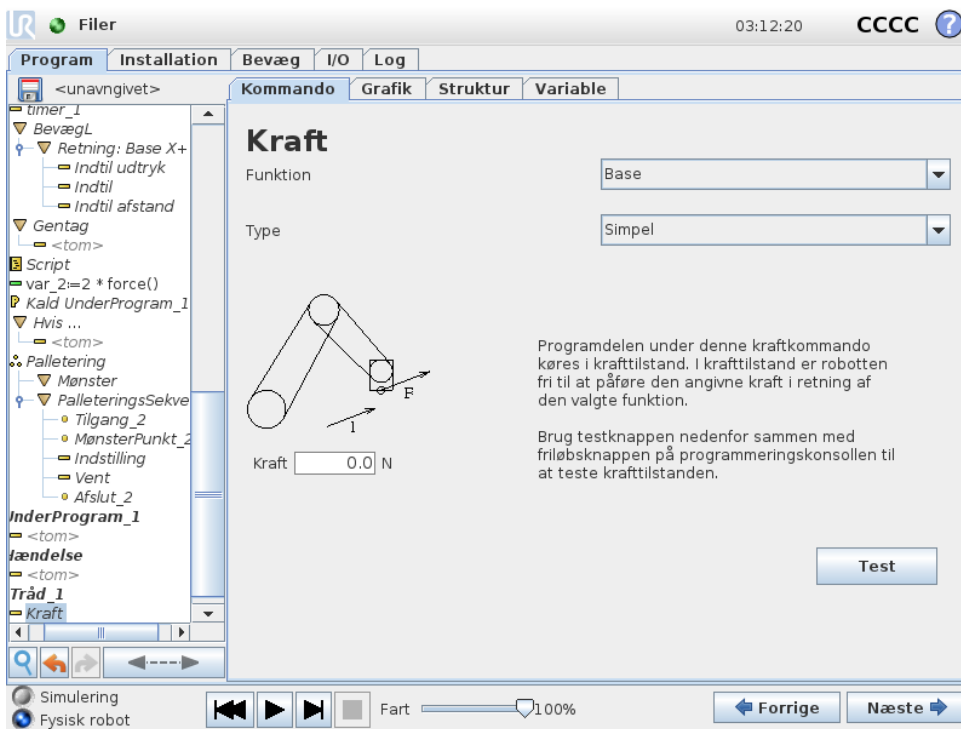 UR Filer 03:12:20 CCCC ?
Program Installation Bevæg I/O Log
<unavngivet>
Kommando Grafik Struktur Variable
timer_1
BevægL
Retning: Base X+
Indtil udtryk
Indtil
Indtil afstand
Gentag
<tom>
Script
var_2:=2 * force()
Kald UnderProgram_1
Hvis ...
<tom>
Palletering
Mønster
PalleteringsSekve
Tilgang_2
MønsterPunkt_2
Indstilling
Vent
Afslut_2
UnderProgram_1
<tom>
Hændelse
<tom>
Tråd_1
Kraft
Kraft
Funktion Base
Type Simpel
F
1
Kraft 0.0 N
Programdelen under denne kraftkommando
køres i krafttilstand. I krafttilstand er robotten
fri til at påføre den angivne kraft i retning af
den valgte funktion.
Brug testknappen nedenfor sammen med
friløbsknappen på programmeringskonsollen til
at teste krafttilstanden.
Test
Simulering
Fysisk robot
Fart 100%
Forrige Næste